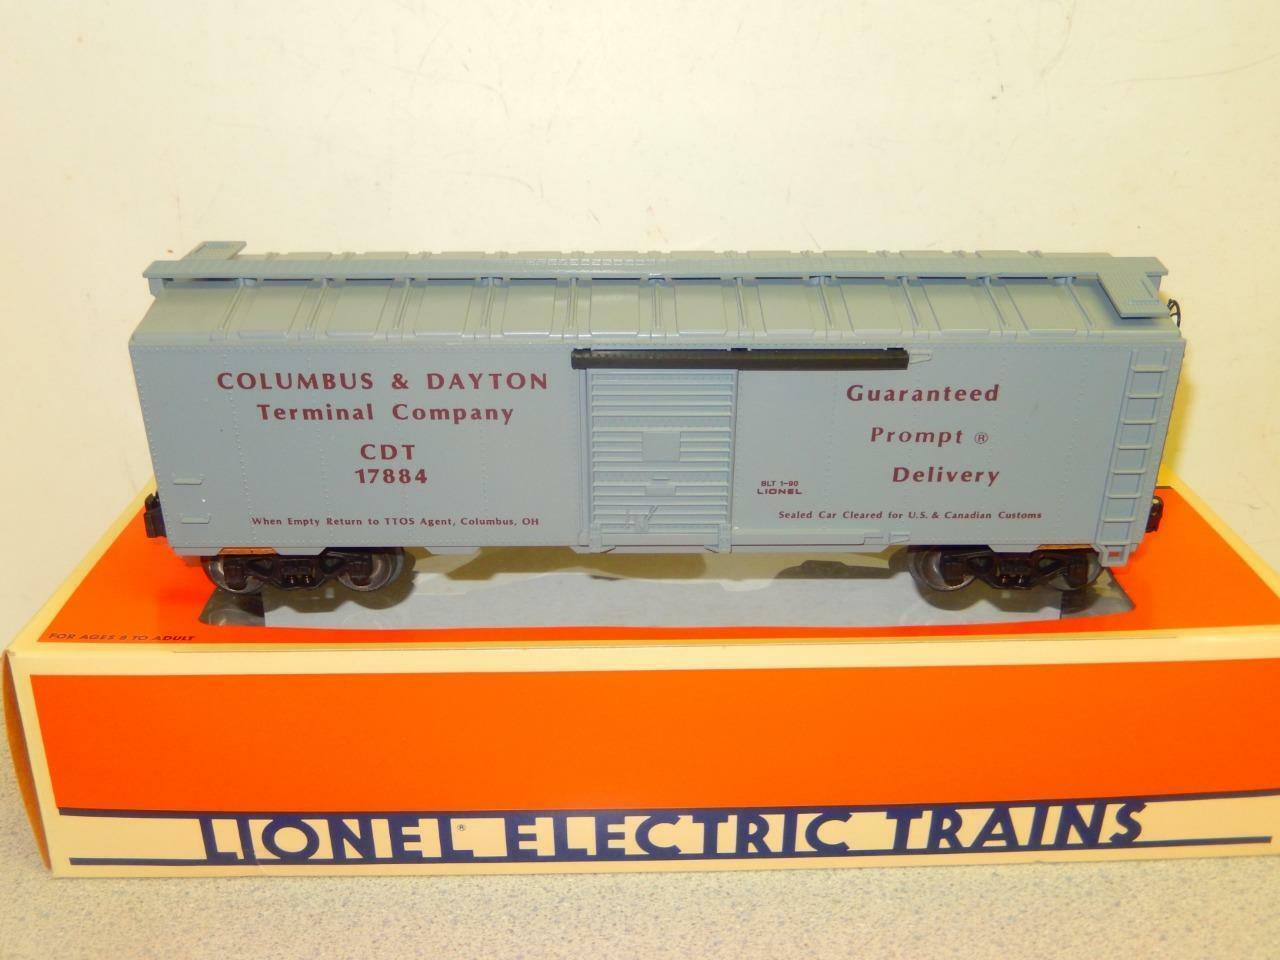 COLUMBUS & DAYTON
Terminal Company
CDT
17884
When Empty Return to TTOS Agent, Columbus, OH
Guaranteed
Prompt ®
Delivery
BLT 1-90
LIONEL
Sealed Car Cleared for U.S. & Canadian Customs
FOR AGES 8 TO ADULT
LIONEL® ELECTRIC TRAINS